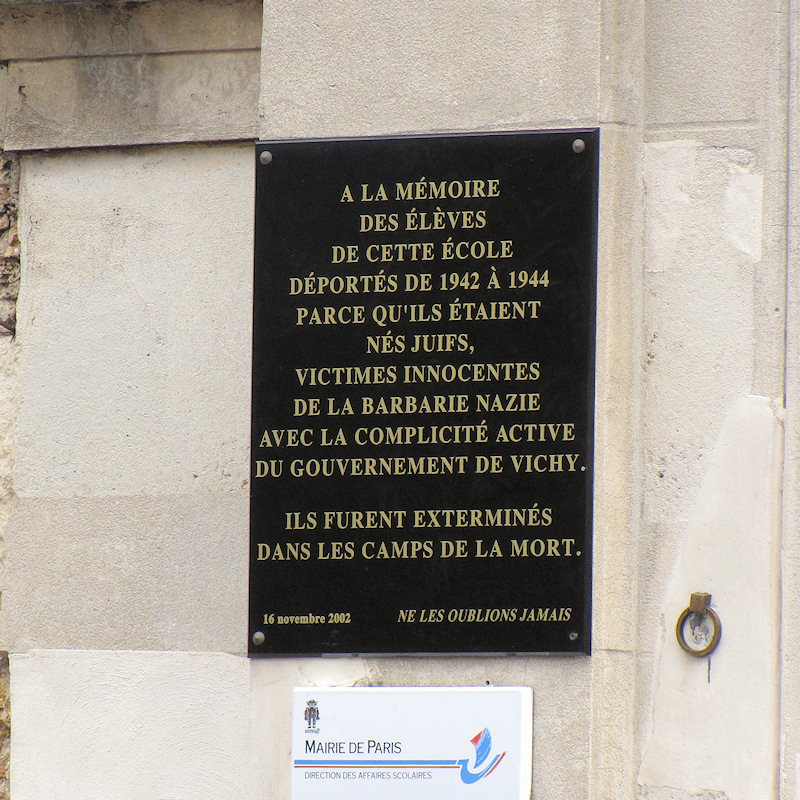 A LA MÉMOIRE
DES ÉLÈVES
DE CETTE ÉCOLE
DÉPORTÉS DE 1942 À 1944
PARCE QU'ILS ÉTAIENT
NÉS JUIFS,
VICTIMES INNOCENTES
DE LA BARBARIE NAZIE
AVEC LA COMPLICITÉ ACTIVE
DU GOUVERNEMENT DE VICHY.
ILS FURENT EXTERMINÉS
DANS LES CAMPS DE LA MORT.
16 novembre 2002 NE LES OUBLIONS JAMAIS
MAIRIE DE PARIS
DIRECTION DES AFFAIRES SCOLAIRES